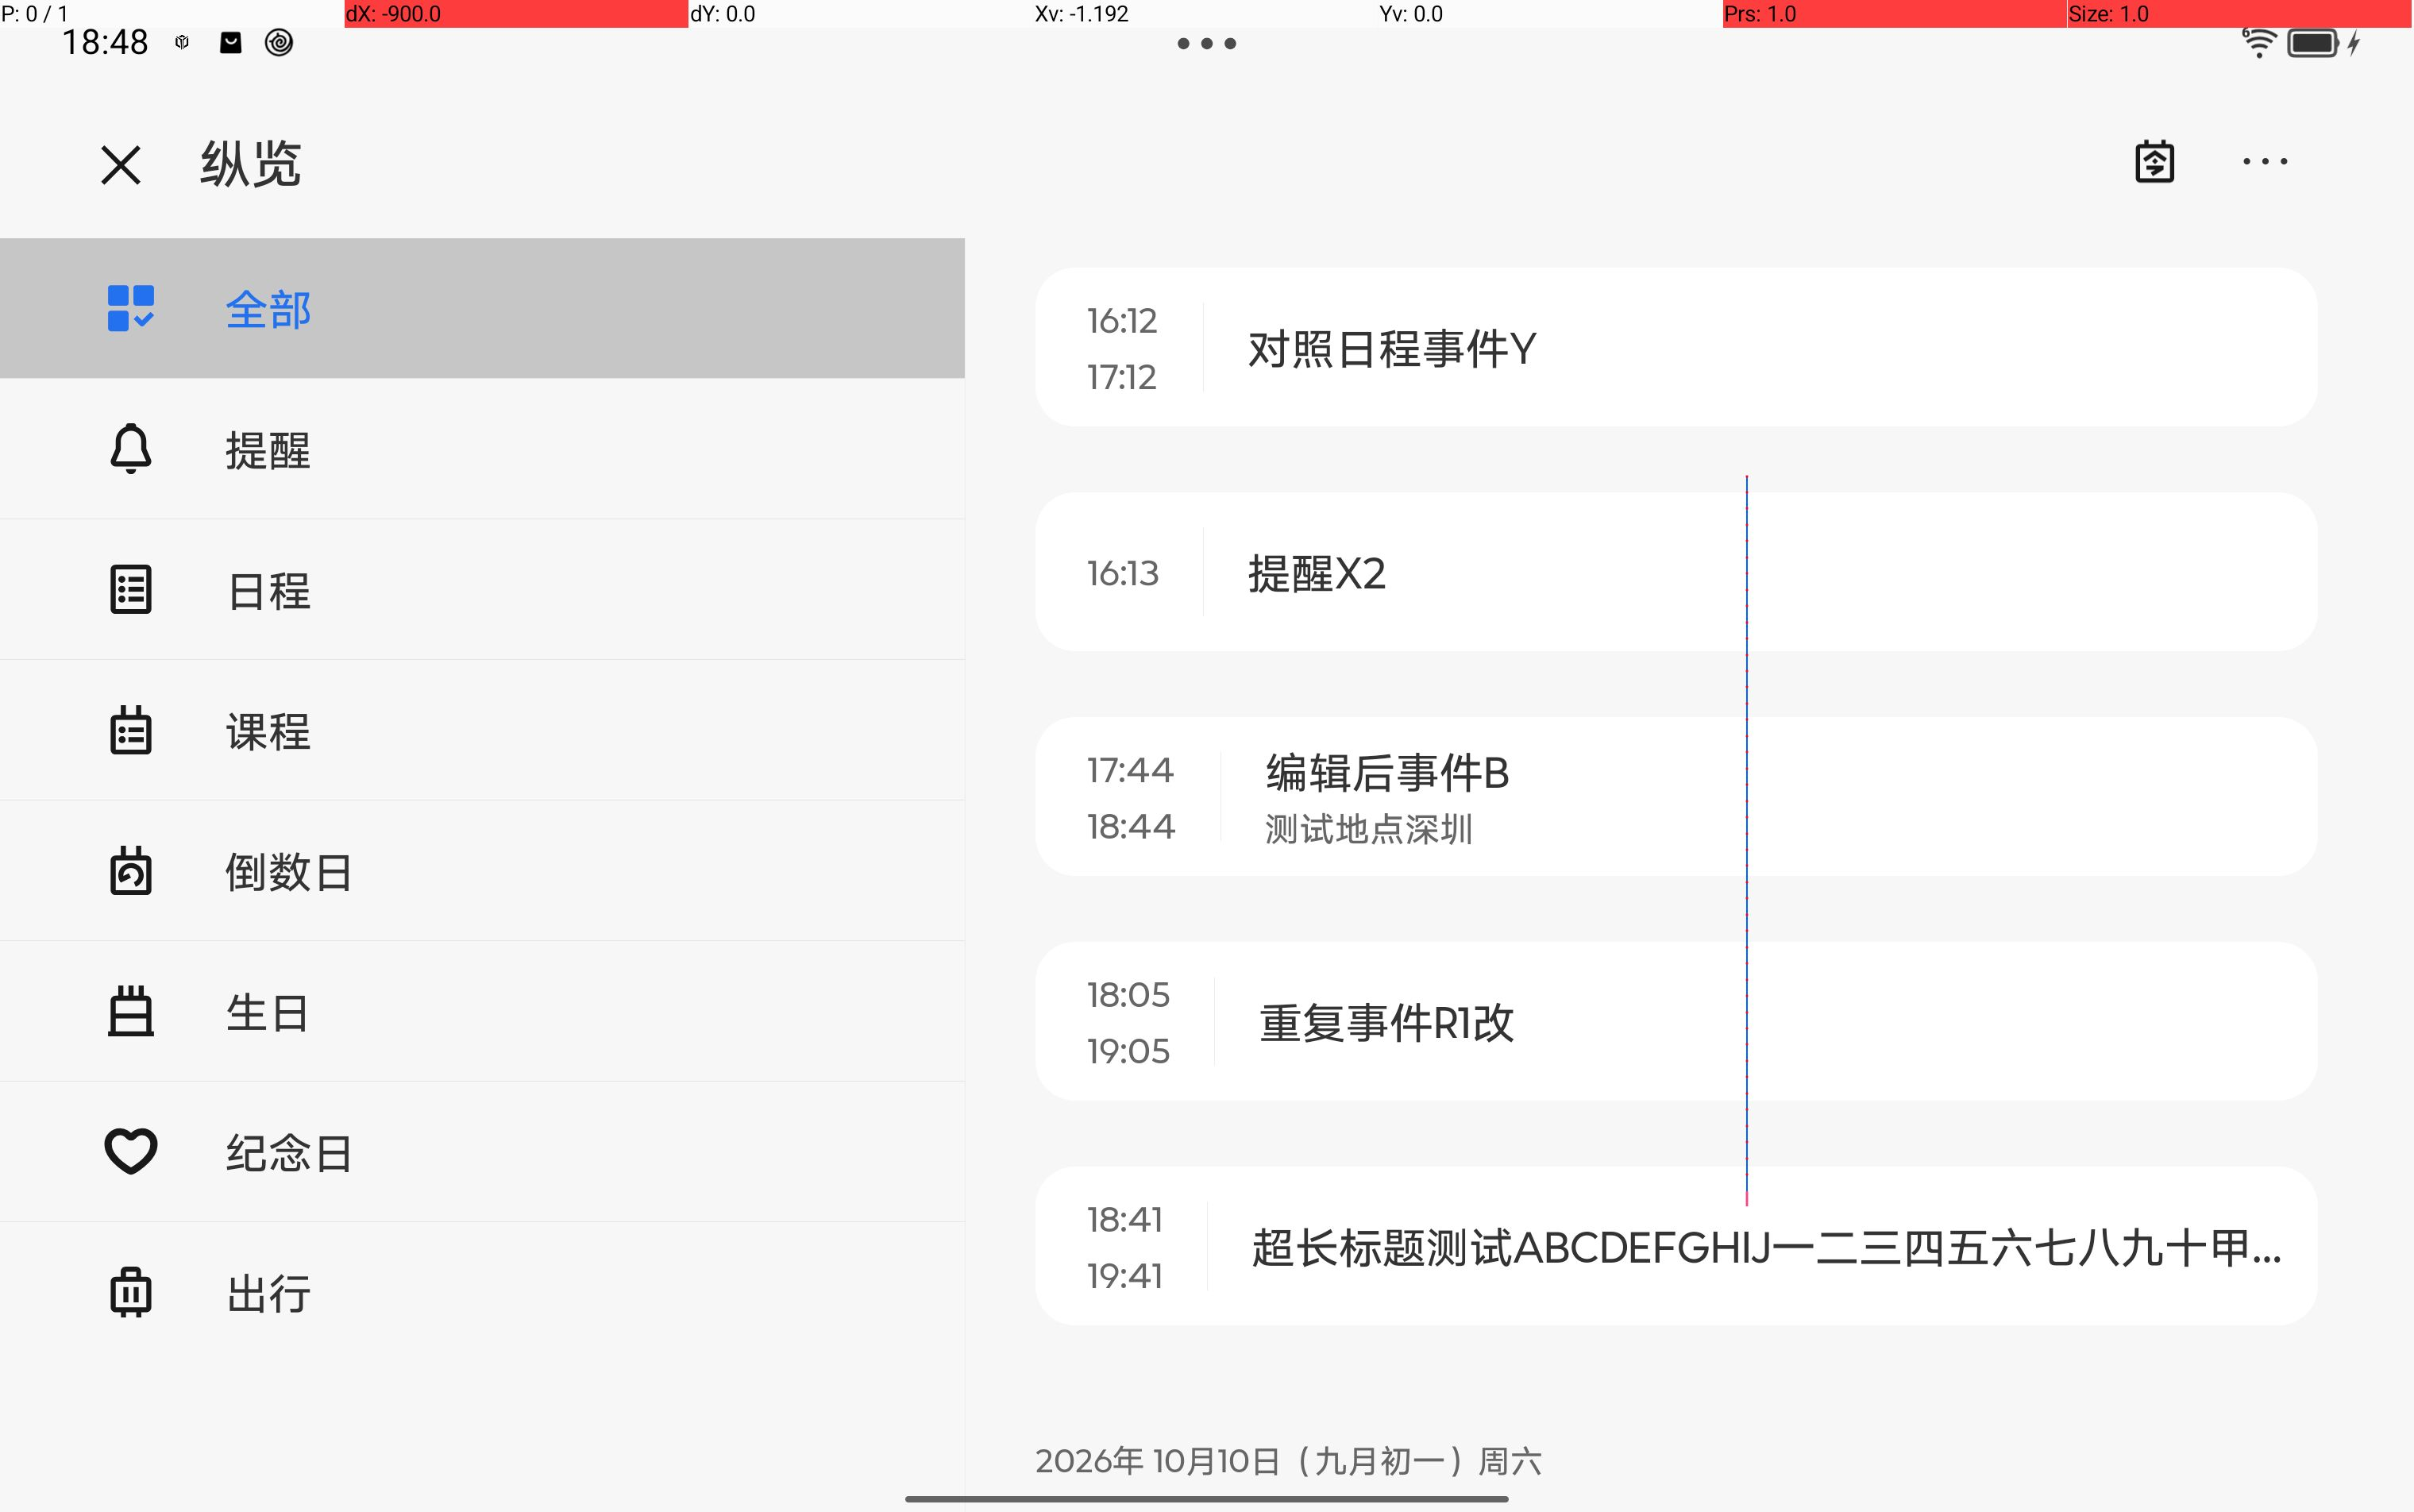 P: 0 / 1 dX: -900.0 dY: 0.0 Xv: -1.192 Yv: 0.0 Prs: 1.0 Size: 1.0
18:48
6
纵览
今
全部
提醒
日程
课程
倒数日
生日
纪念日
出行
16:12
17:12
对照日程事件Y
16:13
提醒X2
17:44
18:44
编辑后事件B
测试地点深圳
18:05
19:05
重复事件R1改
18:41
19:41
超长标题测试ABCDEFGHIJ一二三四五六七八九十甲...
2026年 10月10日（九月初一）周六